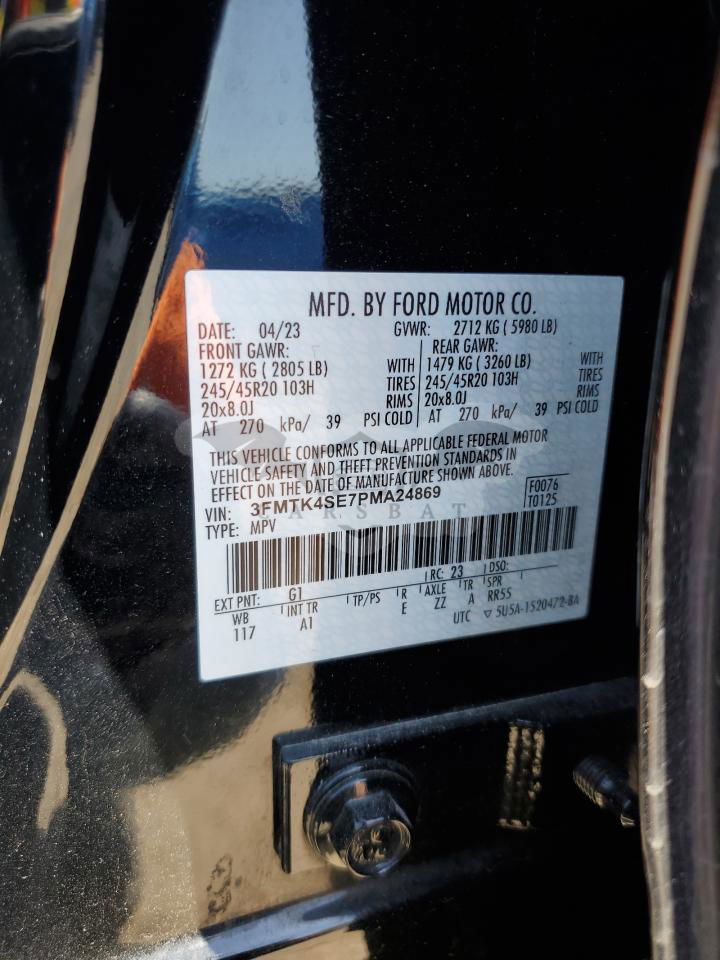 MFD. BY FORD MOTOR CO.
DATE: 04/23 GVWR: 2712 KG ( 5980 LB)
FRONT GAWR: REAR GAWR:
1272 KG ( 2805 LB) WITH 1479 KG ( 3260 LB) WITH
245/45R20 103H TIRES 245/45R20 103H TIRES
20x8.0J RIMS 20x8.0J RIMS
AT 270 kPa/ 39 PSI COLD AT 270 kPa/ 39 PSI COLD
THIS VEHICLE CONFORMS TO ALL APPLICABLE FEDERAL MOTOR
VEHICLE SAFETY AND THEFT PREVENTION STANDARDS IN
EFFECT ON THE DATE OF MANUFACTURE SHOWN ABOVE.
VIN: 3FMTK4SE7PMA24869 F0076
TYPE: MPV T0125
RC: 23 DSO:
EXT PNT: G1
WB INT TR TP/PS R AXLE TR SPR
117 A1 E ZZ A RR55
UTC ▽ 5U5A-1520472-BA